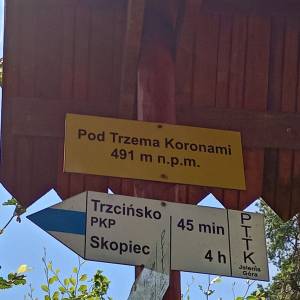 Pod Trzema Koronami
491 m n.p.m.
Trzcińsko
PKP
45 min
Skopiec
4 h
PTTK
Jelenia
Góra